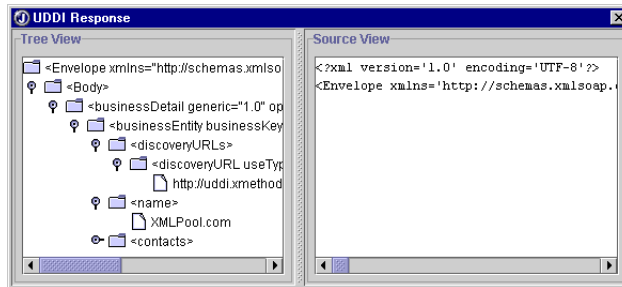 UDDI Response
Tree View
<Envelope xmlns="http://schemas.xmlso
<Body>
<businessDetail generic="1.0" op
<businessEntity businessKey
<discoveryURLs>
<discoveryURL useTyp
http://uddi.xmethod
<name>
XMLPool.com
<contacts>
Source View
<?xml version='1.0' encoding='UTF-8'?>
<Envelope xmlns='http://schemas.xmlsoap.